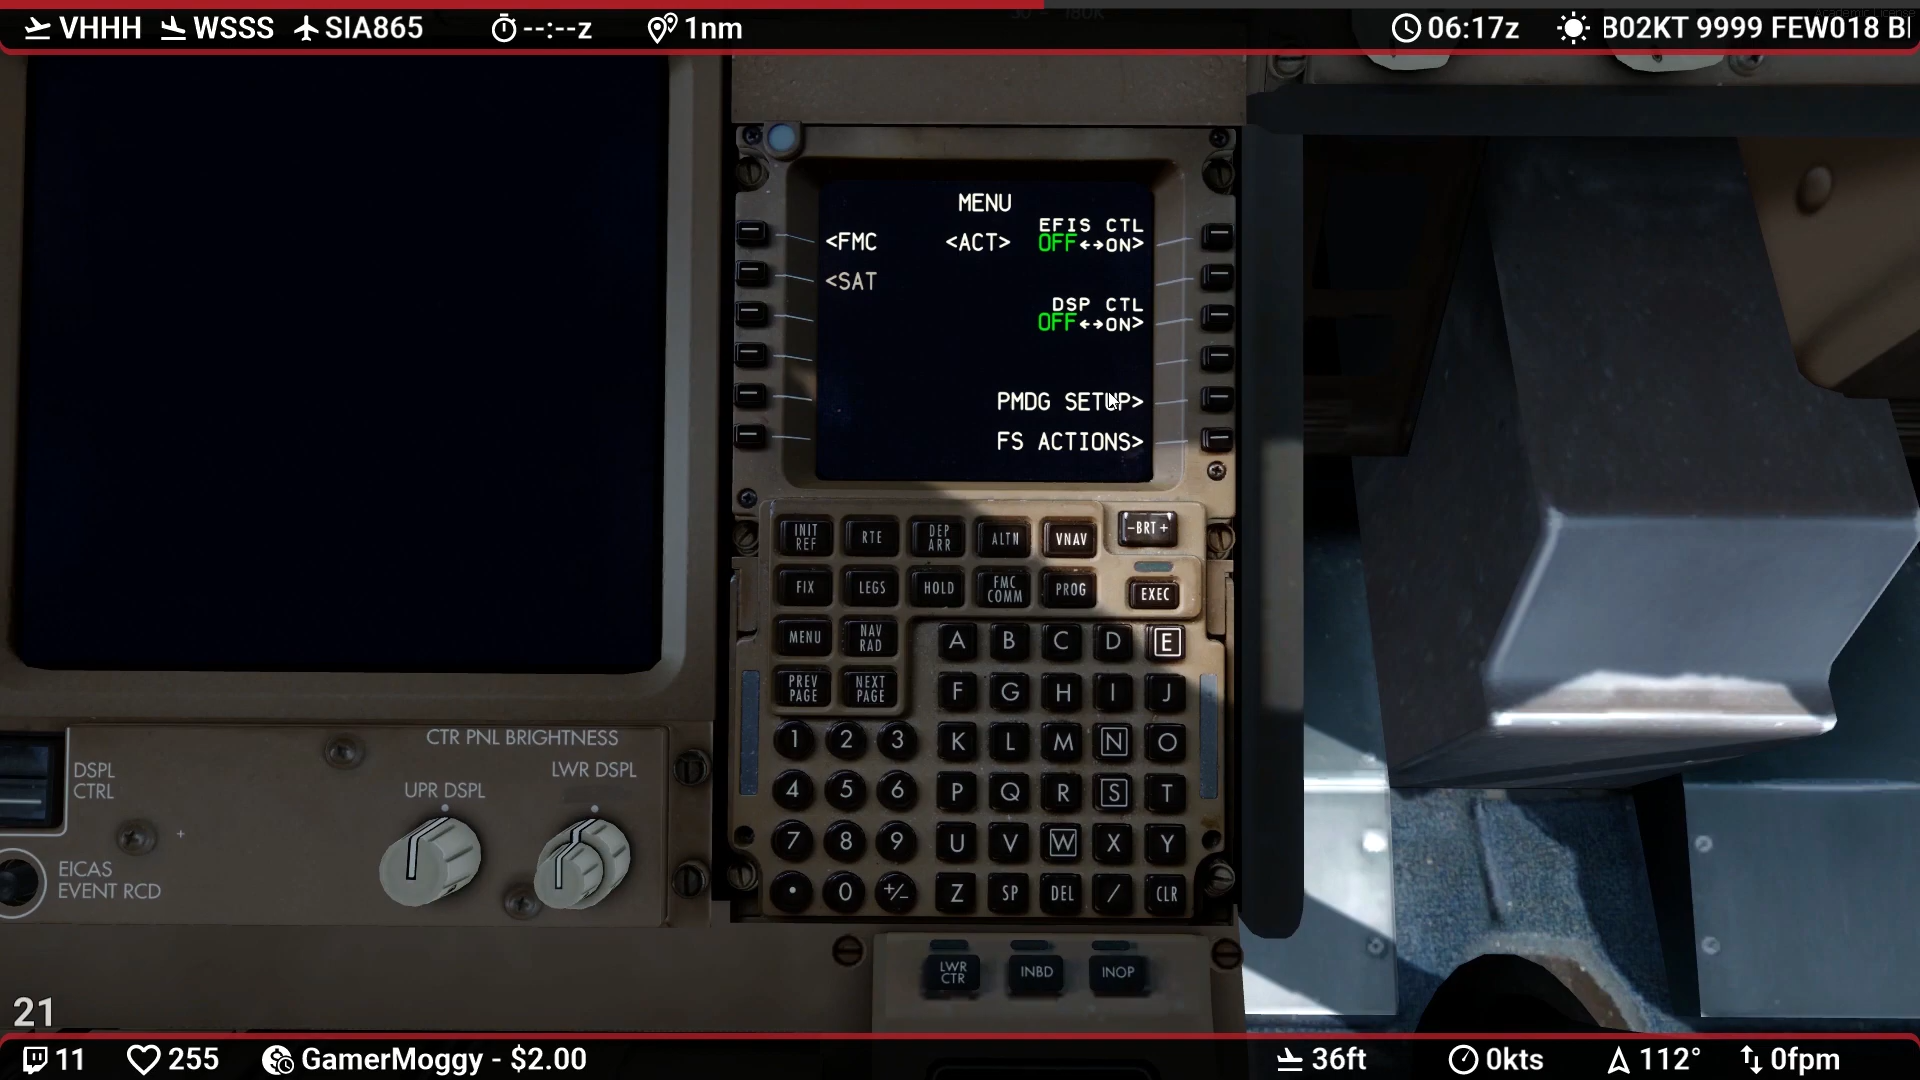 VHHH WSSS SIA865 --:--z 1nm 06:17z B02KT 9999 FEW018 B
MENU
EFIS CTL
<FMC <ACT> OFF↔ON>
<SAT
DSP CTL
OFF↔ON>
PMDG SETUP>
FS ACTIONS>
INIT REF RTE DEP ARR ALTN VNAV -BRT+
FIX LEGS HOLD FMC COMM PROG EXEC
MENU NAV RAD A B C D E
PREV PAGE NEXT PAGE F G H I J
1 2 3 K L M N O
4 5 6 P Q R S T
7 8 9 U V W X Y
. 0 +/- Z SP DEL / CLR
CTR PNL BRIGHTNESS
DSPL CTRL
UPR DSPL
LWR DSPL
EICAS
EVENT RCD
LWR CTR INBD INOP
21
11 255 GamerMoggy - $2.00 36ft 0kts 112° 0fpm